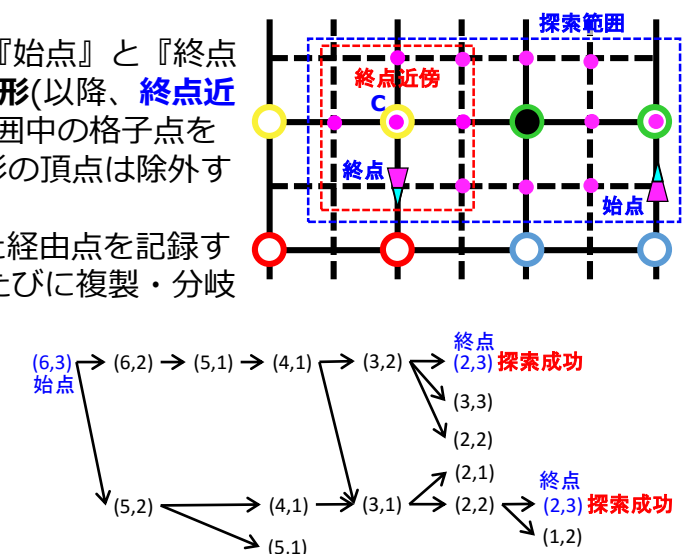 『始点』と『終点
形(以降、終点近
囲中の格子点を
形の頂点は除外す
た経由点を記録す
たびに複製・分岐
探索範囲
終点近傍
C
終点
始点
終点
(6,3) (6,2) (5,1) (4,1) (3,2) (2,3) 探索成功
始点
(3,3)
(2,2)
(2,1)
終点
(5,2) (4,1) (3,1) (2,2) (2,3) 探索成功
(5,1) (1,2)